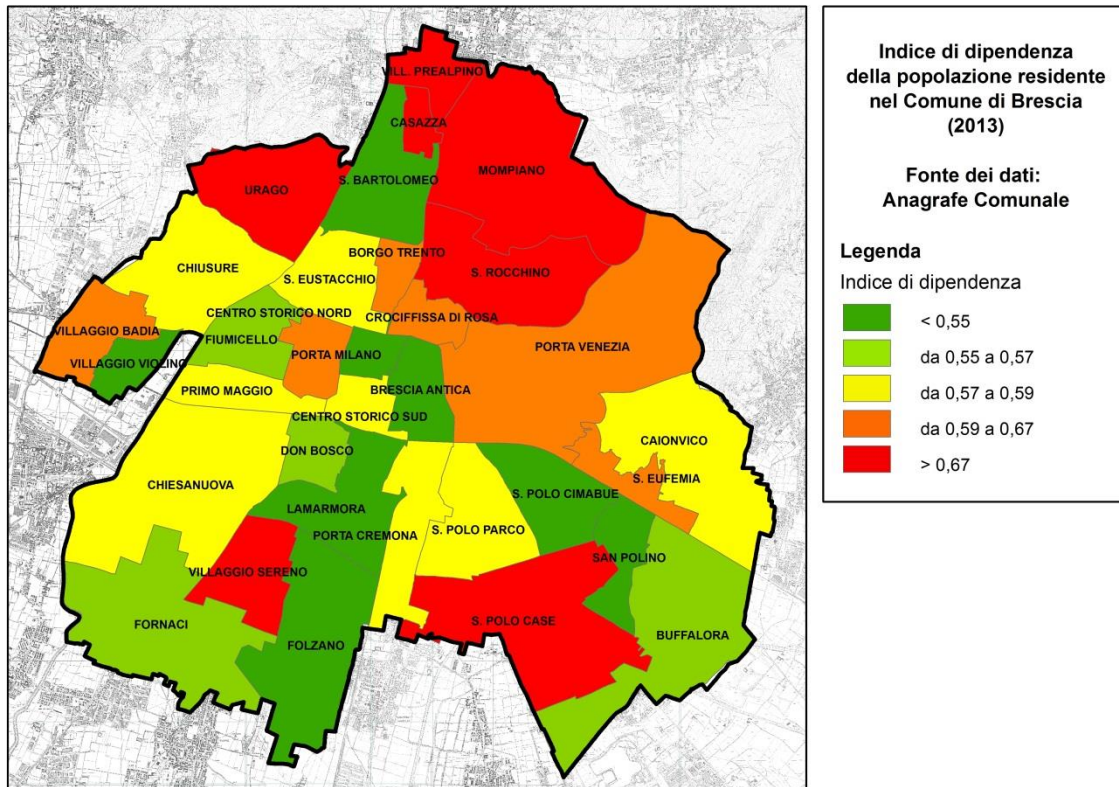 VILL. PREALPINO
CASAZZA
MOMPIANO
S. BARTOLOMEO
URAGO
BORGO TRENTO
S. ROCCHINO
CHIUSURE
S. EUSTACCHIO
CENTRO STORICO NORD
CROCIFFISSA DI ROSA
VILLAGGIO BADIA
FIUMICELLO
PORTA VENEZIA
PORTA MILANO
VILLAGGIO VIOLINO
PRIMO MAGGIO
BRESCIA ANTICA
CENTRO STORICO SUD
CAIONVICO
DON BOSCO
S. EUFEMIA
CHIESANUOVA
S. POLO CIMABUE
LAMARMORA
S. POLO PARCO
PORTA CREMONA
SAN POLINO
VILLAGGIO SERENO
FORNACI
S. POLO CASE
BUFFALORA
FOLZANO
Indice di dipendenza
della popolazione residente
nel Comune di Brescia
(2013)
Fonte dei dati:
Anagrafe Comunale
Legenda
Indice di dipendenza
< 0,55
da 0,55 a 0,57
da 0,57 a 0,59
da 0,59 a 0,67
> 0,67